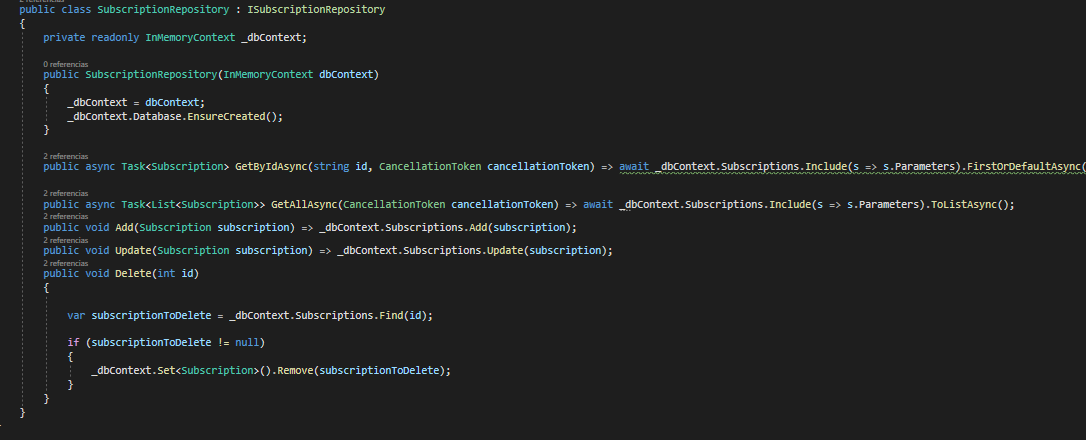 2 referencias
public class SubscriptionRepository : ISubscriptionRepository
{
private readonly InMemoryContext _dbContext;
0 referencias
public SubscriptionRepository(InMemoryContext dbContext)
{
_dbContext = dbContext;
_dbContext.Database.EnsureCreated();
}
2 referencias
public async Task<Subscription> GetByIdAsync(string id, CancellationToken cancellationToken) => await _dbContext.Subscriptions.Include(s => s.Parameters).FirstOrDefaultAsync(
2 referencias
public async Task<List<Subscription>> GetAllAsync(CancellationToken cancellationToken) => await _dbContext.Subscriptions.Include(s => s.Parameters).ToListAsync();
2 referencias
public void Add(Subscription subscription) => _dbContext.Subscriptions.Add(subscription);
2 referencias
public void Update(Subscription subscription) => _dbContext.Subscriptions.Update(subscription);
2 referencias
public void Delete(int id)
{
var subscriptionToDelete = _dbContext.Subscriptions.Find(id);
if (subscriptionToDelete != null)
{
_dbContext.Set<Subscription>().Remove(subscriptionToDelete);
}
}
}